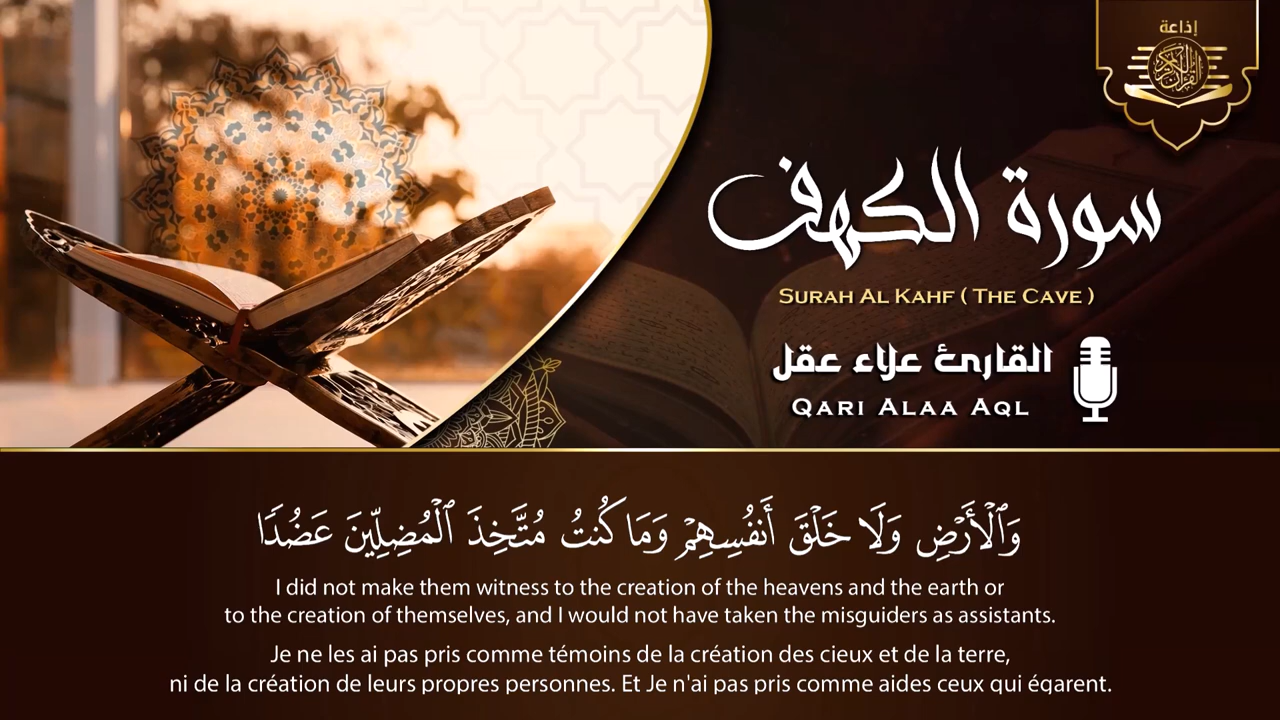 إذاعة
القرآن الكريم
سورة الكهف
SURAH AL KAHF ( THE CAVE )
القارئ علاء عقل
QARI ALAA AQL
وَٱلْأَرْضِ وَلَا خَلْقَ أَنفُسِهِمْ وَمَا كُنتُ مُتَّخِذَ ٱلْمُضِلِّينَ عَضُدًا
I did not make them witness to the creation of the heavens and the earth or
to the creation of themselves, and I would not have taken the misguiders as assistants.
Je ne les ai pas pris comme témoins de la création des cieux et de la terre,
ni de la création de leurs propres personnes. Et Je n'ai pas pris comme aides ceux qui égarent.